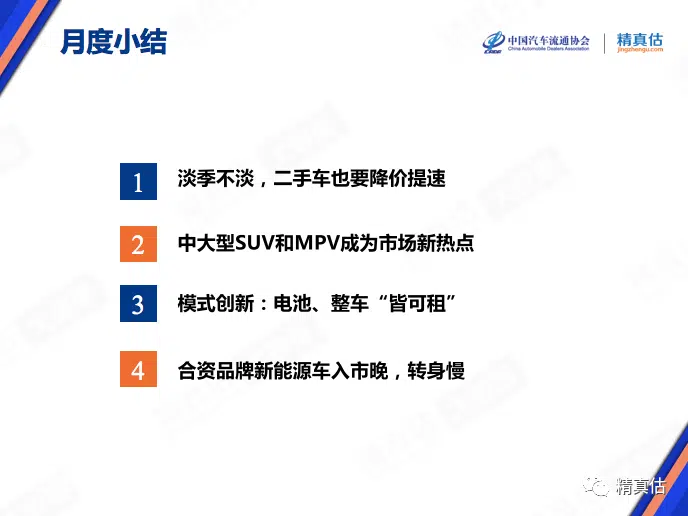 月度小结
中国汽车流通协会
China Automobile Dealers Association
精真估
jingzhengu.com
1
淡季不淡，二手车也要降价提速
2
中大型SUV和MPV成为市场新热点
3
模式创新：电池、整车“皆可租”
4
合资品牌新能源车入市晚，转身慢
精真估